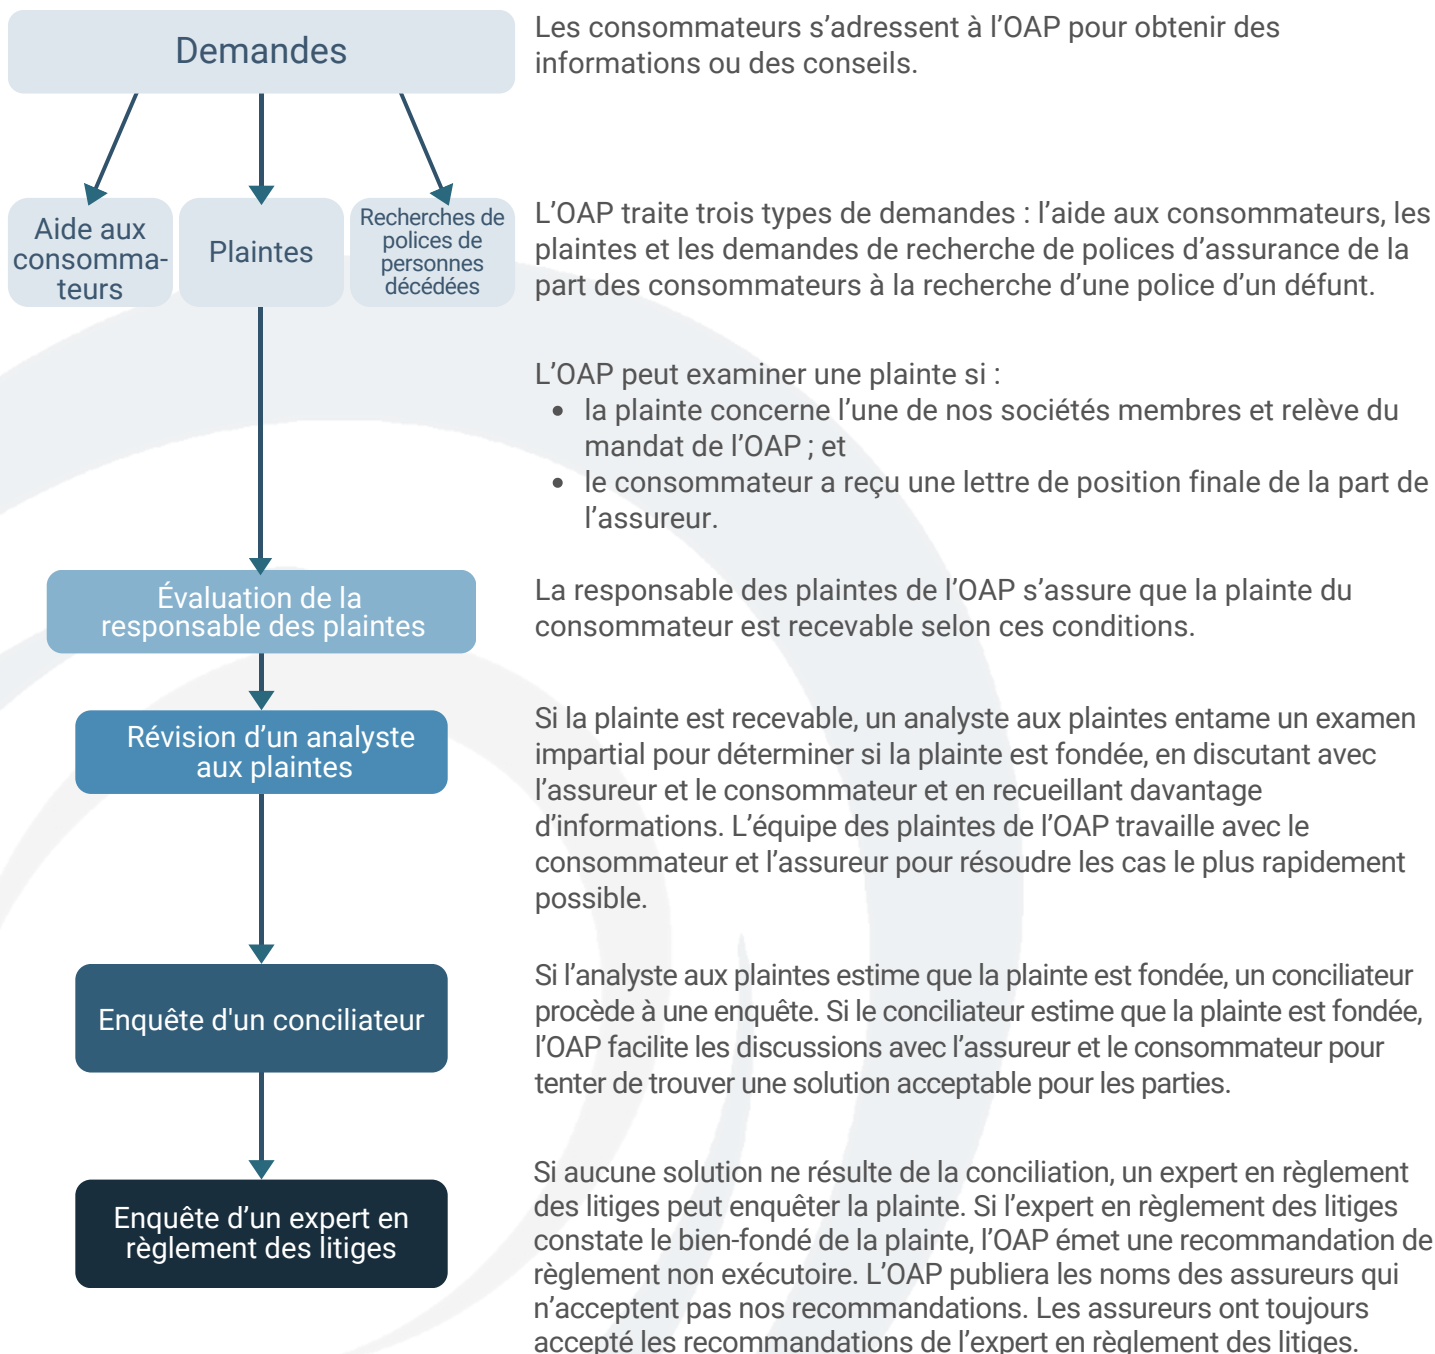 Demandes
Les consommateurs s’adressent à l’OAP pour obtenir des
informations ou des conseils.
Aide aux
consomma-
teurs
Plaintes
Recherches de
polices de
personnes
décédées
L’OAP traite trois types de demandes : l’aide aux consommateurs, les
plaintes et les demandes de recherche de polices d’assurance de la
part des consommateurs à la recherche d’une police d’un défunt.
L’OAP peut examiner une plainte si :
• la plainte concerne l’une de nos sociétés membres et relève du
mandat de l’OAP ; et
• le consommateur a reçu une lettre de position finale de la part de
l’assureur.
Évaluation de la
responsable des plaintes
La responsable des plaintes de l’OAP s’assure que la plainte du
consommateur est recevable selon ces conditions.
Révision d’un analyste
aux plaintes
Si la plainte est recevable, un analyste aux plaintes entame un examen
impartial pour déterminer si la plainte est fondée, en discutant avec
l’assureur et le consommateur et en recueillant davantage
d’informations. L’équipe des plaintes de l’OAP travaille avec le
consommateur et l’assureur pour résoudre les cas le plus rapidement
possible.
Enquête d'un conciliateur
Si l’analyste aux plaintes estime que la plainte est fondée, un conciliateur
procède à une enquête. Si le conciliateur estime que la plainte est fondée,
l’OAP facilite les discussions avec l’assureur et le consommateur pour
tenter de trouver une solution acceptable pour les parties.
Enquête d’un expert en
règlement des litiges
Si aucune solution ne résulte de la conciliation, un expert en règlement
des litiges peut enquêter la plainte. Si l’expert en règlement des litiges
constate le bien-fondé de la plainte, l’OAP émet une recommandation de
règlement non exécutoire. L’OAP publiera les noms des assureurs qui
n’acceptent pas nos recommandations. Les assureurs ont toujours
accepté les recommandations de l’expert en règlement des litiges.